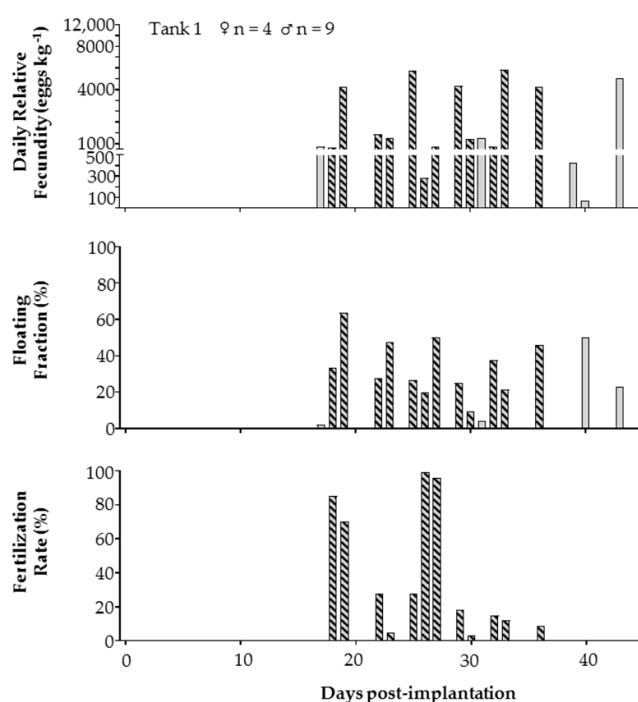 Tank 1 ♀ n = 4 ♂ n = 9
Daily Relative
Fecundity (eggs kg⁻¹)
12,000
8000
4000
1000
500
300
100
0
Floating
Fraction (%)
100
80
60
40
20
0
Fertilization
Rate (%)
100
80
60
40
20
0
0 10 20 30 40
Days post-implantation